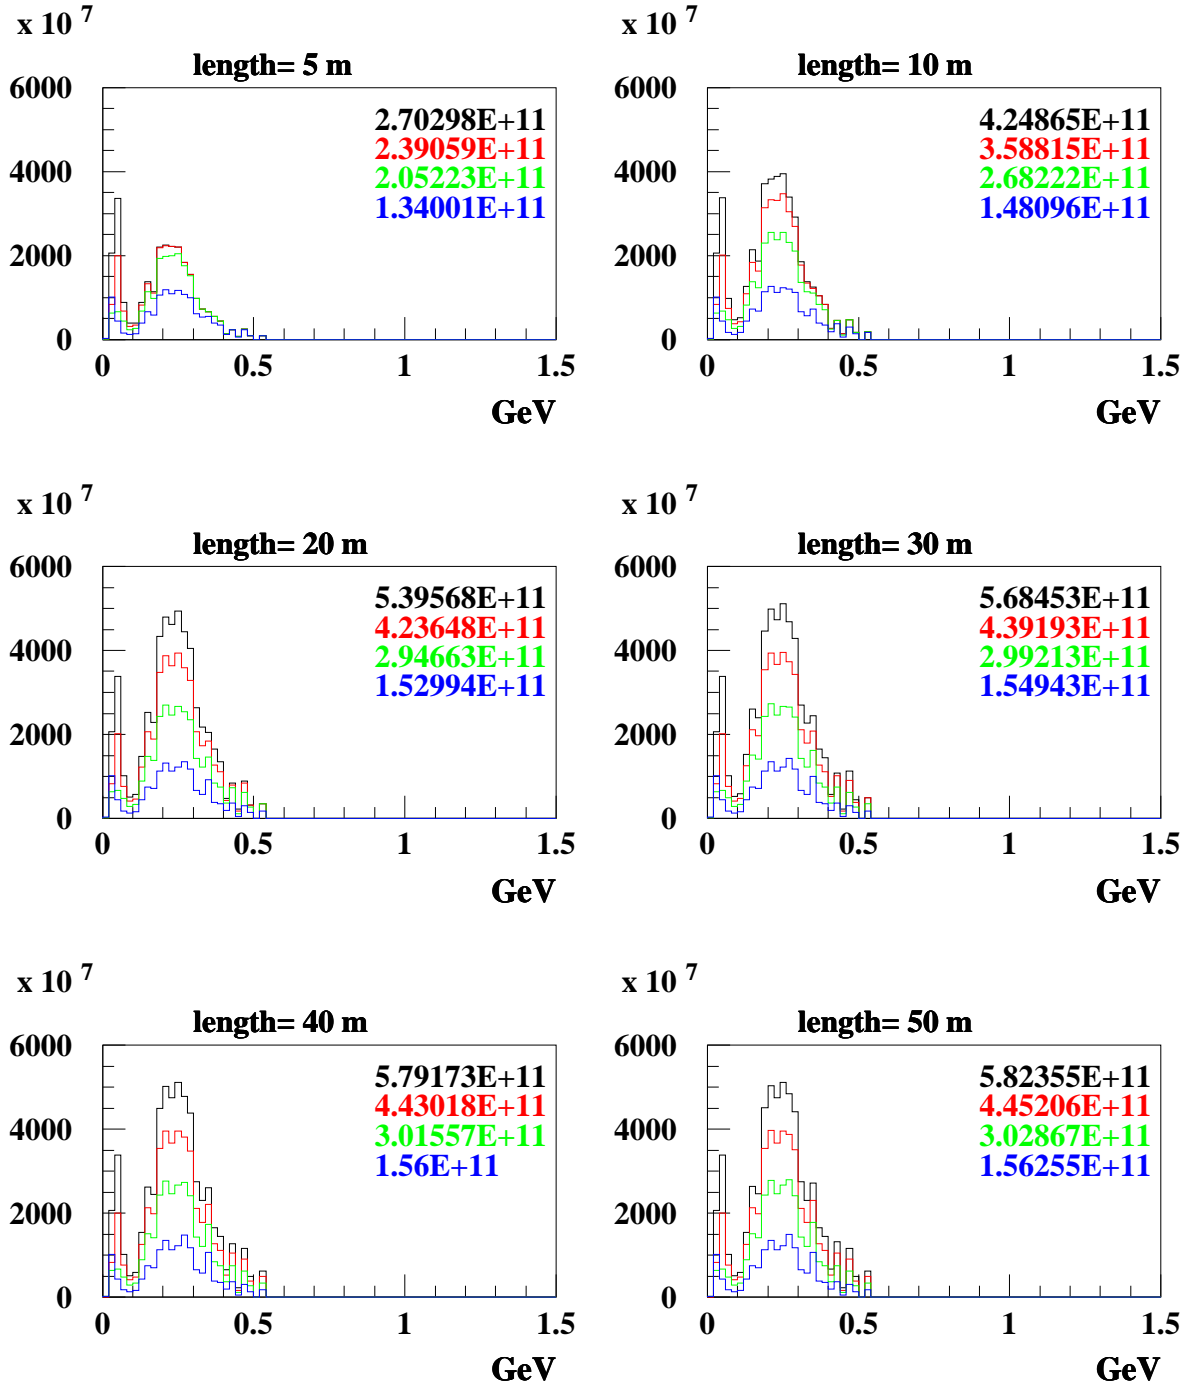 x 10 7
length= 5 m
6000
4000
2000
0
2.70298E+11
2.39059E+11
2.05223E+11
1.34001E+11
0 0.5 1 1.5
GeV
x 10 7
length= 10 m
6000
4000
2000
0
4.24865E+11
3.58815E+11
2.68222E+11
1.48096E+11
0 0.5 1 1.5
GeV
x 10 7
length= 20 m
6000
4000
2000
0
5.39568E+11
4.23648E+11
2.94663E+11
1.52994E+11
0 0.5 1 1.5
GeV
x 10 7
length= 30 m
6000
4000
2000
0
5.68453E+11
4.39193E+11
2.99213E+11
1.54943E+11
0 0.5 1 1.5
GeV
x 10 7
length= 40 m
6000
4000
2000
0
5.79173E+11
4.43018E+11
3.01557E+11
1.56E+11
0 0.5 1 1.5
GeV
x 10 7
length= 50 m
6000
4000
2000
0
5.82355E+11
4.45206E+11
3.02867E+11
1.56255E+11
0 0.5 1 1.5
GeV